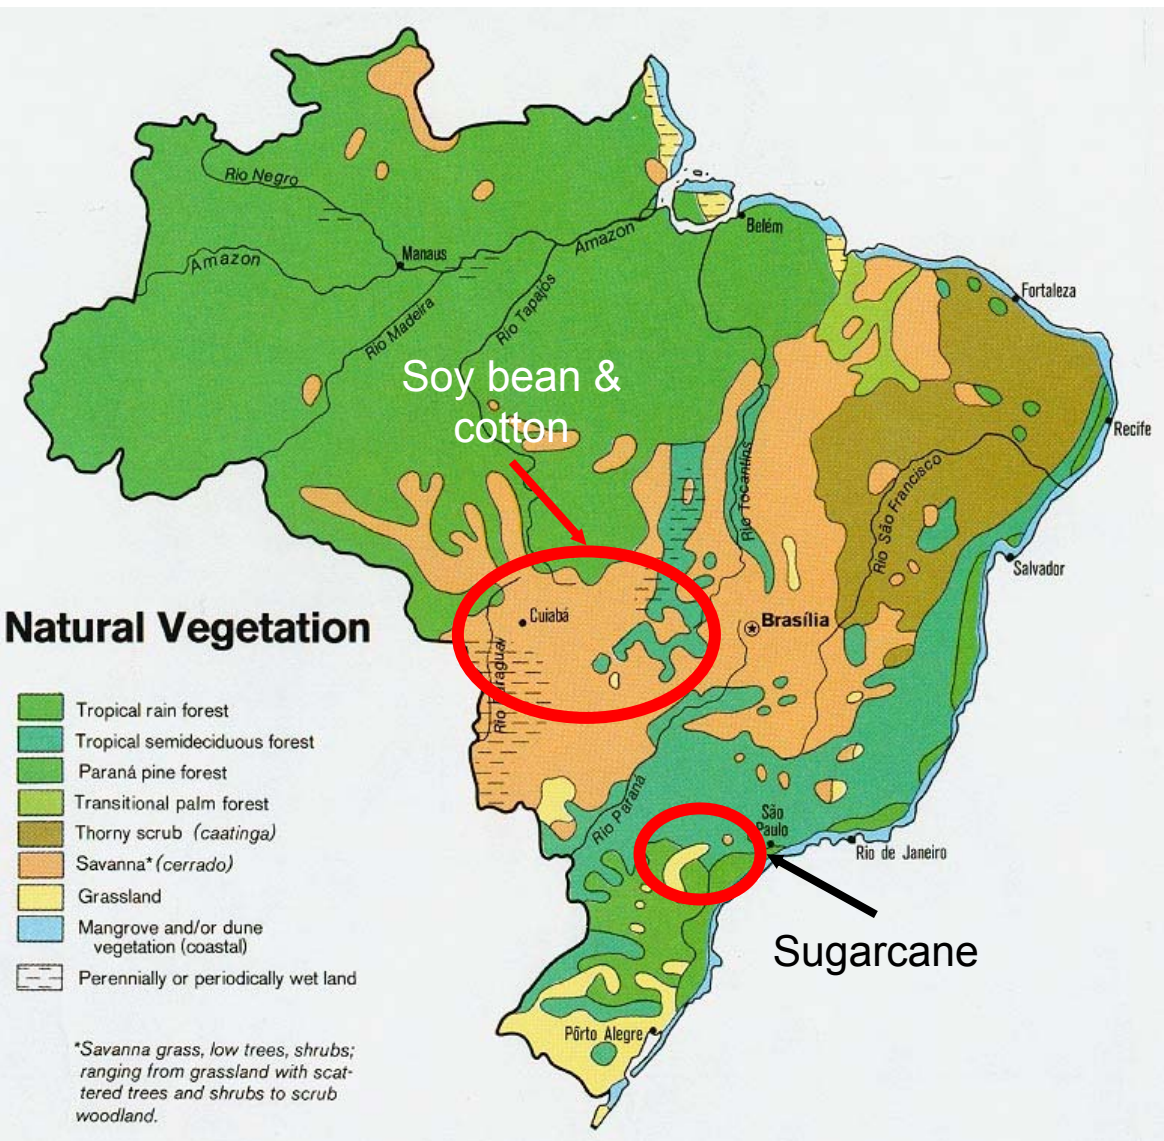 Rio Negro
Amazon
Manaus
Rio Madeira
Rio Tapajós
Amazon
Belém
Fortaleza
Soy bean &
cotton
Recife
Rio Tocantins
Rio São Francisco
Salvador
Cuiabá
Brasília
Rio Paraguai
Natural Vegetation
Tropical rain forest
Tropical semideciduous forest
Paraná pine forest
Transitional palm forest
Thorny scrub (caatinga)
Savanna* (cerrado)
Grassland
Mangrove and/or dune
vegetation (coastal)
Perennially or periodically wet land
Rio Paraná
São
Paulo
Rio de Janeiro
Sugarcane
Pôrto Alegre
*Savanna grass, low trees, shrubs;
ranging from grassland with scat-
tered trees and shrubs to scrub
woodland.